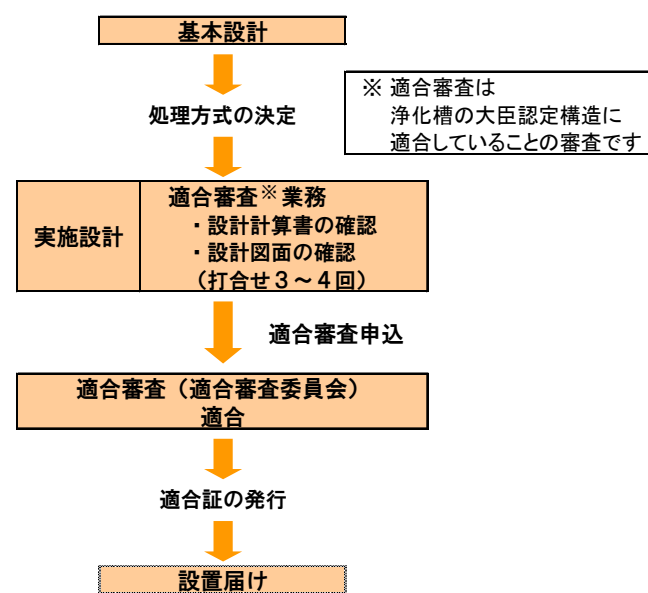 基本設計
処理方式の決定
※ 適合審査は
浄化槽の大臣認定構造に
適合していることの審査です
実施設計
適合審査※業務
・設計計算書の確認
・設計図面の確認
（打合せ３～４回）
適合審査申込
適合審査（適合審査委員会）
適合
適合証の発行
設置届け